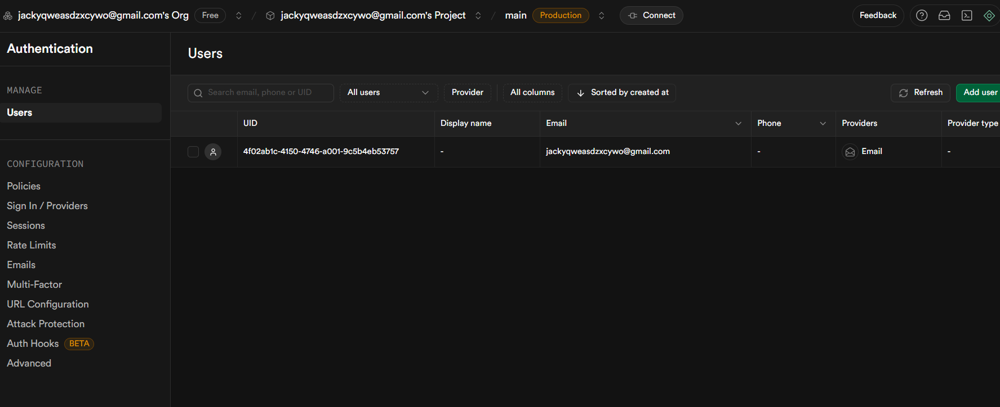 jackyqweasdzxcywo@gmail.com's Org Free / jackyqweasdzxcywo@gmail.com's Project / main Production Connect Feedback
Authentication
MANAGE
Users
CONFIGURATION
Policies
Sign In / Providers
Sessions
Rate Limits
Emails
Multi-Factor
URL Configuration
Attack Protection
Auth Hooks BETA
Advanced
Users
Search email, phone or UID All users Provider All columns Sorted by created at Refresh Add user
UID Display name Email Phone Providers Provider type
4f02ab1c-4150-4746-a001-9c5b4eb53757 - jackyqweasdzxcywo@gmail.com - Email -